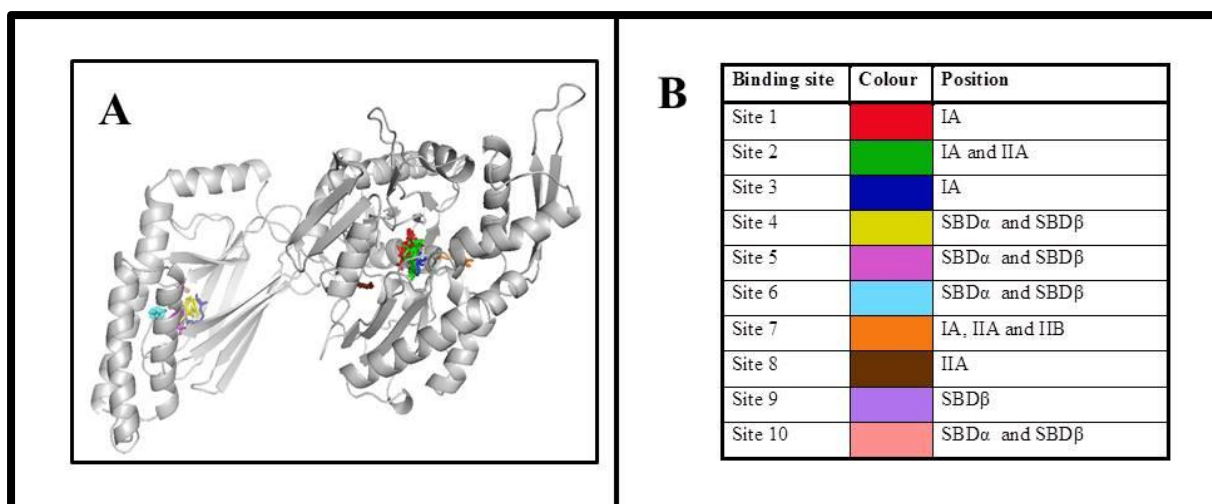 A
B
Binding site Colour Position
Site 1 IA
Site 2 IA and IIA
Site 3 IA
Site 4 SBDα and SBDβ
Site 5 SBDα and SBDβ
Site 6 SBDα and SBDβ
Site 7 IA, IIA and IIB
Site 8 IIA
Site 9 SBDβ
Site 10 SBDα and SBDβ